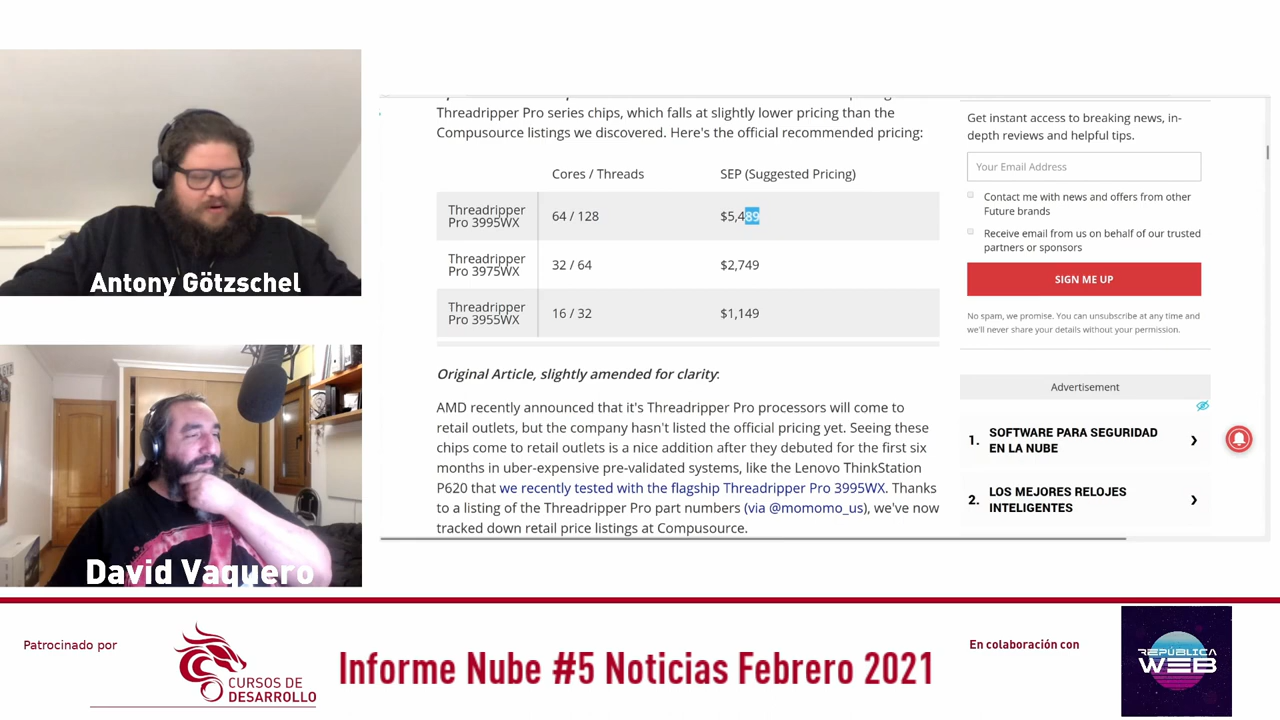 Antony Götzschel
David Vaquero
Threadripper Pro series chips, which falls at slightly lower pricing than the
Compusource listings we discovered. Here's the official recommended pricing:
Cores / Threads SEP (Suggested Pricing)
Threadripper
Pro 3995WX 64 / 128 $5,489
Threadripper
Pro 3975WX 32 / 64 $2,749
Threadripper
Pro 3955WX 16 / 32 $1,149
Original Article, slightly amended for clarity:
AMD recently announced that it's Threadripper Pro processors will come to
retail outlets, but the company hasn't listed the official pricing yet. Seeing these
chips come to retail outlets is a nice addition after they debuted for the first six
months in uber-expensive pre-validated systems, like the Lenovo ThinkStation
P620 that we recently tested with the flagship Threadripper Pro 3995WX. Thanks
to a listing of the Threadripper Pro part numbers (via @momomo_us), we've now
tracked down retail price listings at Compusource.
Get instant access to breaking news, in-
depth reviews and helpful tips.
Your Email Address
Contact me with news and offers from other
Future brands
Receive email from us on behalf of our trusted
partners or sponsors
SIGN ME UP
No spam, we promise. You can unsubscribe at any time and
we'll never share your details without your permission.
Advertisement
1. SOFTWARE PARA SEGURIDAD
EN LA NUBE
2. LOS MEJORES RELOJES
INTELIGENTES
Patrocinado por
CURSOS DE
DESARROLLO
Informe Nube #5 Noticias Febrero 2021
En colaboración con
REPÚBLICA
WEB